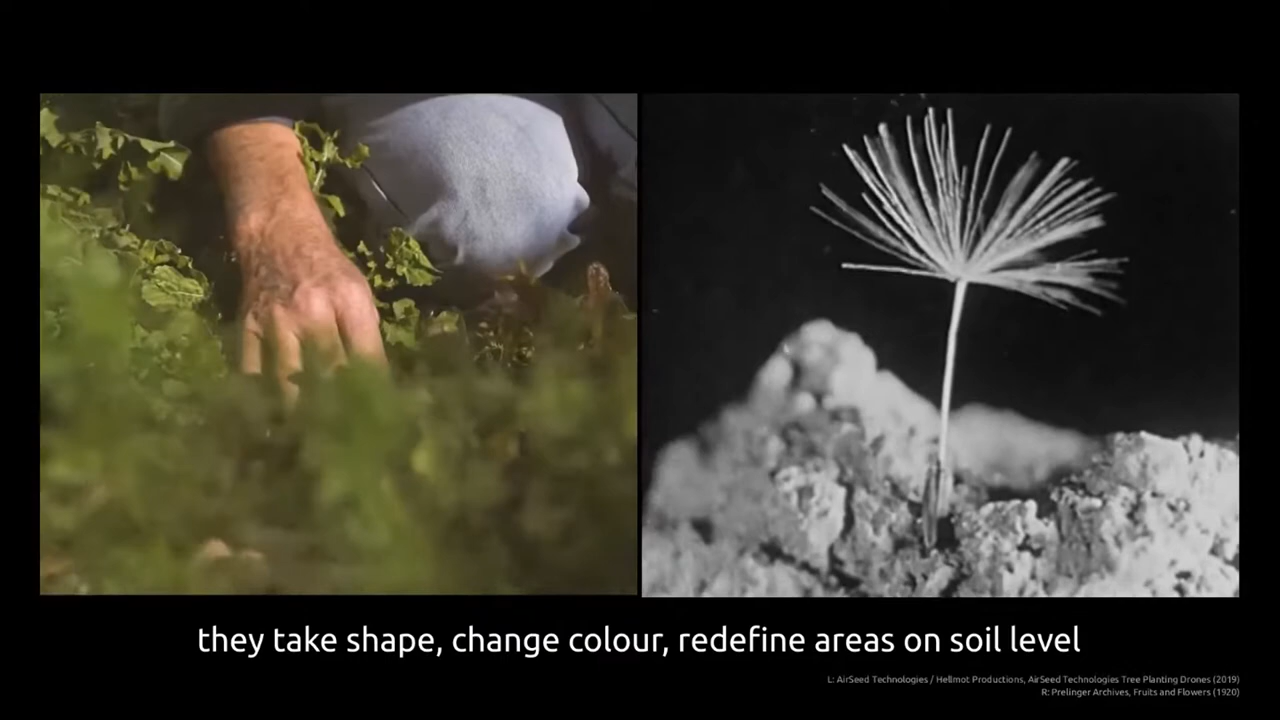 they take shape, change colour, redefine areas on soil level
L: AirSeed Technologies / Hellmot Productions, AirSeed Technologies Tree Planting Drones (2019)
R: Prelinger Archives, Fruits and Flowers (1920)